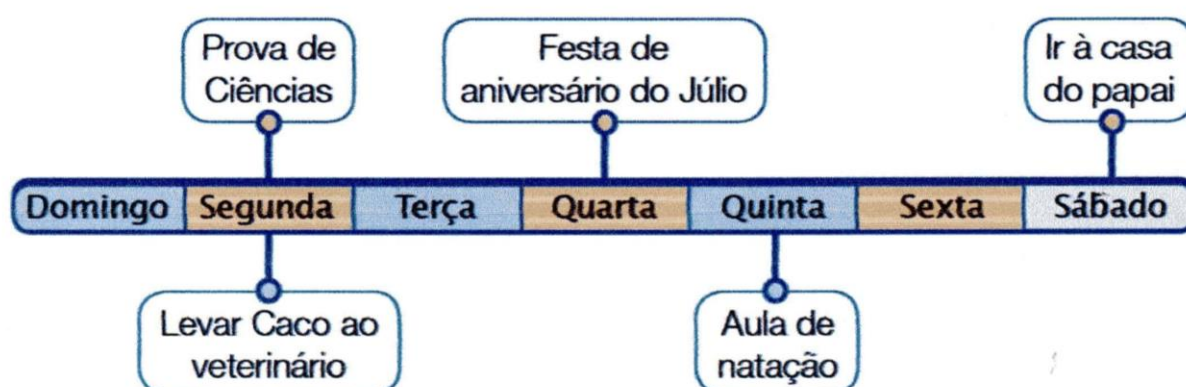 Prova de
Ciências
Festa de
aniversário do Júlio
Ir à casa
do papai
Domingo Segunda Terça Quarta Quinta Sexta Sábado
Levar Caco ao
veterinário
Aula de
natação